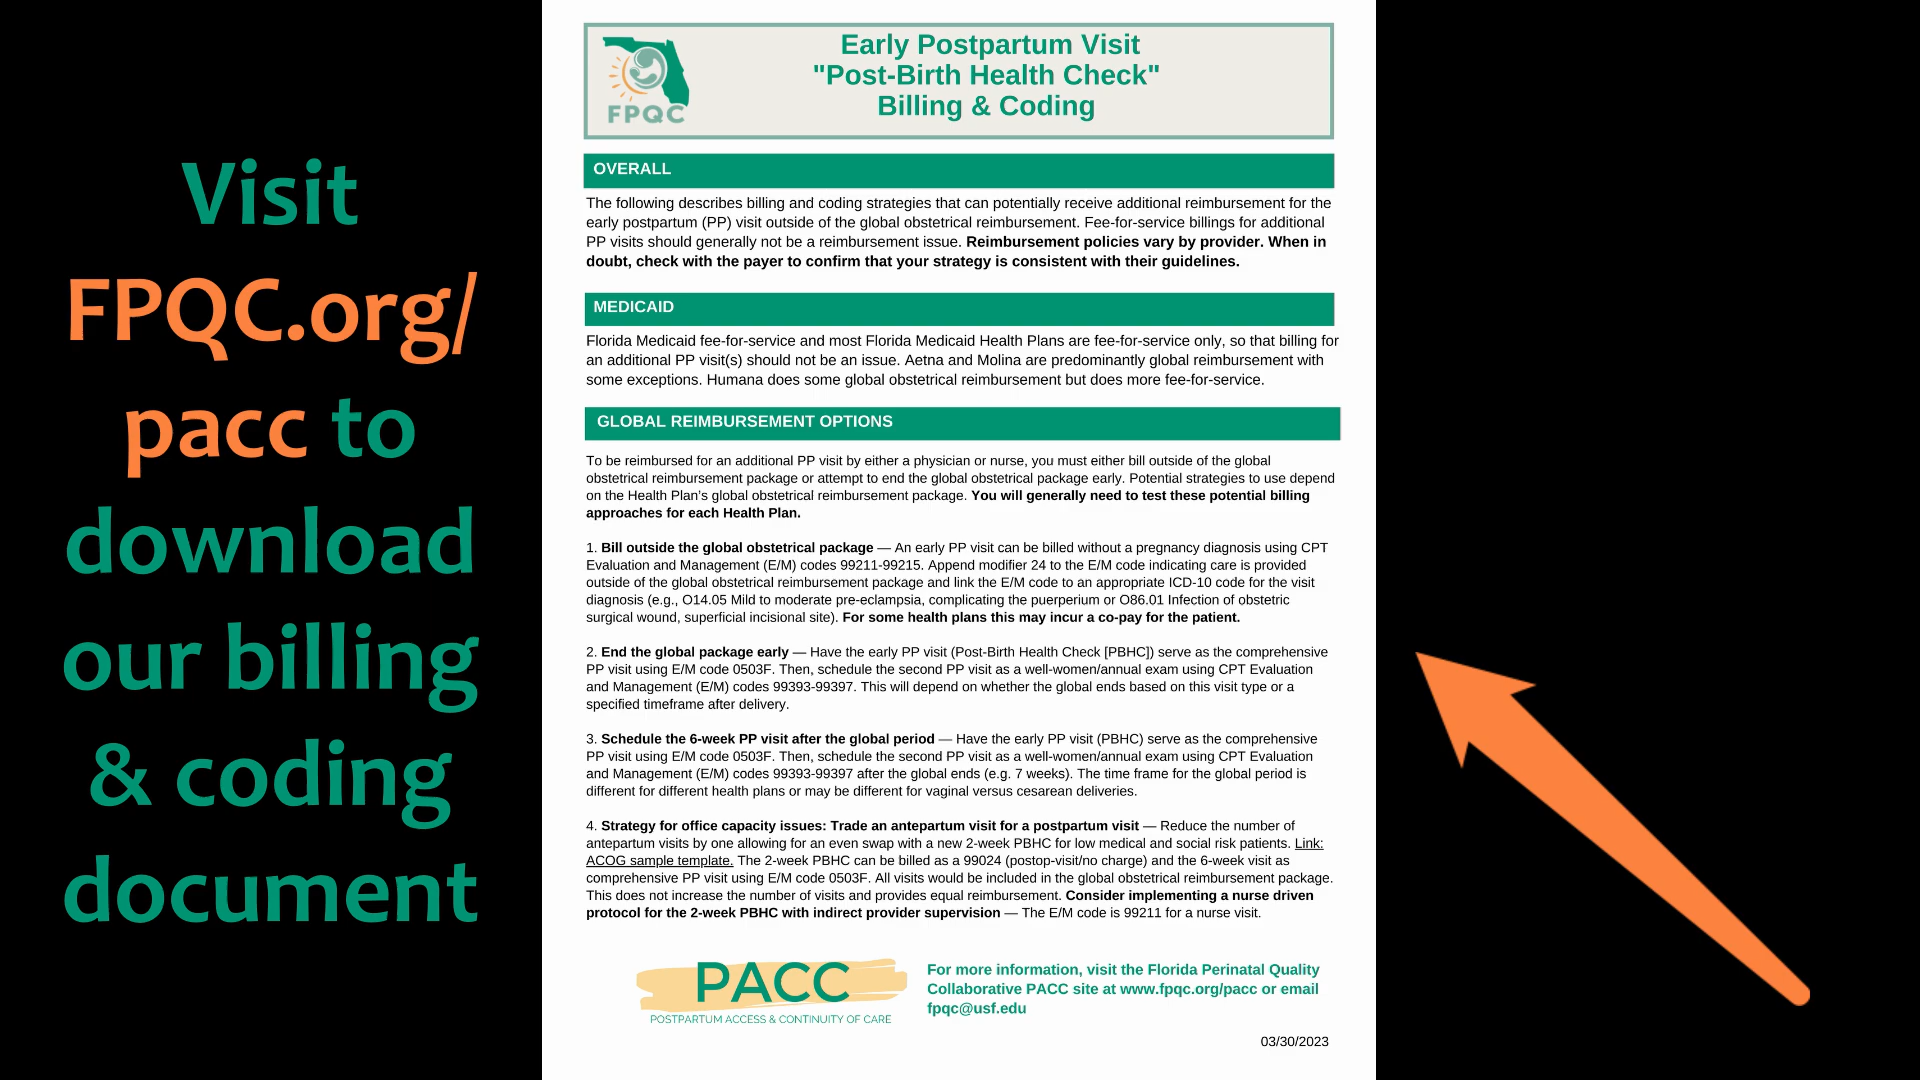 Visit
FPQC.org/
pacc to
download
our billing
& coding
document
FPQC
Early Postpartum Visit
"Post-Birth Health Check"
Billing & Coding
OVERALL
The following describes billing and coding strategies that can potentially receive additional reimbursement for the
early postpartum (PP) visit outside of the global obstetrical reimbursement. Fee-for-service billings for additional
PP visits should generally not be a reimbursement issue. Reimbursement policies vary by provider. When in
doubt, check with the payer to confirm that your strategy is consistent with their guidelines.
MEDICAID
Florida Medicaid fee-for-service and most Florida Medicaid Health Plans are fee-for-service only, so that billing for
an additional PP visit(s) should not be an issue. Aetna and Molina are predominantly global reimbursement with
some exceptions. Humana does some global obstetrical reimbursement but does more fee-for-service.
GLOBAL REIMBURSEMENT OPTIONS
To be reimbursed for an additional PP visit by either a physician or nurse, you must either bill outside of the global
obstetrical reimbursement package or attempt to end the global obstetrical package early. Potential strategies to use depend
on the Health Plan's global obstetrical reimbursement package. You will generally need to test these potential billing
approaches for each Health Plan.
1. Bill outside the global obstetrical package — An early PP visit can be billed without a pregnancy diagnosis using CPT
Evaluation and Management (E/M) codes 99211-99215. Append modifier 24 to the E/M code indicating care is provided
outside of the global obstetrical reimbursement package and link the E/M code to an appropriate ICD-10 code for the visit
diagnosis (e.g., O14.05 Mild to moderate pre-eclampsia, complicating the puerperium or O86.01 Infection of obstetric
surgical wound, superficial incisional site). For some health plans this may incur a co-pay for the patient.
2. End the global package early — Have the early PP visit (Post-Birth Health Check [PBHC]) serve as the comprehensive
PP visit using E/M code 0503F. Then, schedule the second PP visit as a well-women/annual exam using CPT Evaluation
and Management (E/M) codes 99393-99397. This will depend on whether the global ends based on this visit type or a
specified timeframe after delivery.
3. Schedule the 6-week PP visit after the global period — Have the early PP visit (PBHC) serve as the comprehensive
PP visit using E/M code 0503F. Then, schedule the second PP visit as a well-women/annual exam using CPT Evaluation
and Management (E/M) codes 99393-99397 after the global ends (e.g. 7 weeks). The time frame for the global period is
different for different health plans or may be different for vaginal versus cesarean deliveries.
4. Strategy for office capacity issues: Trade an antepartum visit for a postpartum visit — Reduce the number of
antepartum visits by one allowing for an even swap with a new 2-week PBHC for low medical and social risk patients. Link:
ACOG sample template. The 2-week PBHC can be billed as a 99024 (postop-visit/no charge) and the 6-week visit as
comprehensive PP visit using E/M code 0503F. All visits would be included in the global obstetrical reimbursement package.
This does not increase the number of visits and provides equal reimbursement. Consider implementing a nurse driven
protocol for the 2-week PBHC with indirect provider supervision — The E/M code is 99211 for a nurse visit.
PACC
POSTPARTUM ACCESS & CONTINUITY OF CARE
For more information, visit the Florida Perinatal Quality
Collaborative PACC site at www.fpqc.org/pacc or email
fpqc@usf.edu
03/30/2023